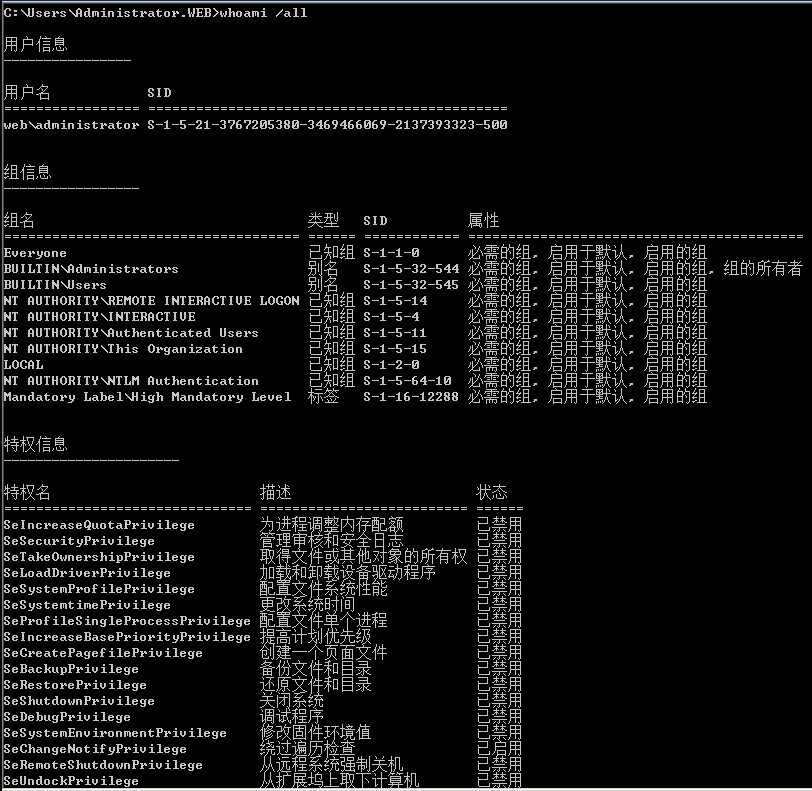 C:\Users\Administrator.WEB>whoami /all
用户信息
----------------
用户名 SID
================= =============================================
web\administrator S-1-5-21-3767205380-3469466069-2137393323-500
组信息
-----------------
组名 类型 SID 属性
===================================== ====== ============ ==========================================
Everyone 已知组 S-1-1-0 必需的组, 启用于默认, 启用的组
BUILTIN\Administrators 别名 S-1-5-32-544 必需的组, 启用于默认, 启用的组, 组的所有者
BUILTIN\Users 别名 S-1-5-32-545 必需的组, 启用于默认, 启用的组
NT AUTHORITY\REMOTE INTERACTIVE LOGON 已知组 S-1-5-14 必需的组, 启用于默认, 启用的组
NT AUTHORITY\INTERACTIVE 已知组 S-1-5-4 必需的组, 启用于默认, 启用的组
NT AUTHORITY\Authenticated Users 已知组 S-1-5-11 必需的组, 启用于默认, 启用的组
NT AUTHORITY\This Organization 已知组 S-1-5-15 必需的组, 启用于默认, 启用的组
LOCAL 已知组 S-1-2-0 必需的组, 启用于默认, 启用的组
NT AUTHORITY\NTLM Authentication 已知组 S-1-5-64-10 必需的组, 启用于默认, 启用的组
Mandatory Label\High Mandatory Level 标签 S-1-16-12288 必需的组, 启用于默认, 启用的组
特权信息
----------------------
特权名 描述 状态
=============================== ========================== ======
SeIncreaseQuotaPrivilege 为进程调整内存配额 已禁用
SeSecurityPrivilege 管理审核和安全日志 已禁用
SeTakeOwnershipPrivilege 取得文件或其他对象的所有权 已禁用
SeLoadDriverPrivilege 加载和卸载设备驱动程序 已禁用
SeSystemProfilePrivilege 配置文件系统性能 已禁用
SeSystemtimePrivilege 更改系统时间 已禁用
SeProfileSingleProcessPrivilege 配置文件单个进程 已禁用
SeIncreaseBasePriorityPrivilege 提高计划优先级 已禁用
SeCreatePagefilePrivilege 创建一个页面文件 已禁用
SeBackupPrivilege 备份文件和目录 已禁用
SeRestorePrivilege 还原文件和目录 已禁用
SeShutdownPrivilege 关闭系统 已禁用
SeDebugPrivilege 调试程序 已禁用
SeSystemEnvironmentPrivilege 修改固件环境值 已禁用
SeChangeNotifyPrivilege 绕过遍历检查 已启用
SeRemoteShutdownPrivilege 从远程系统强制关机 已禁用
SeUndockPrivilege 从扩展坞上取下计算机 已禁用